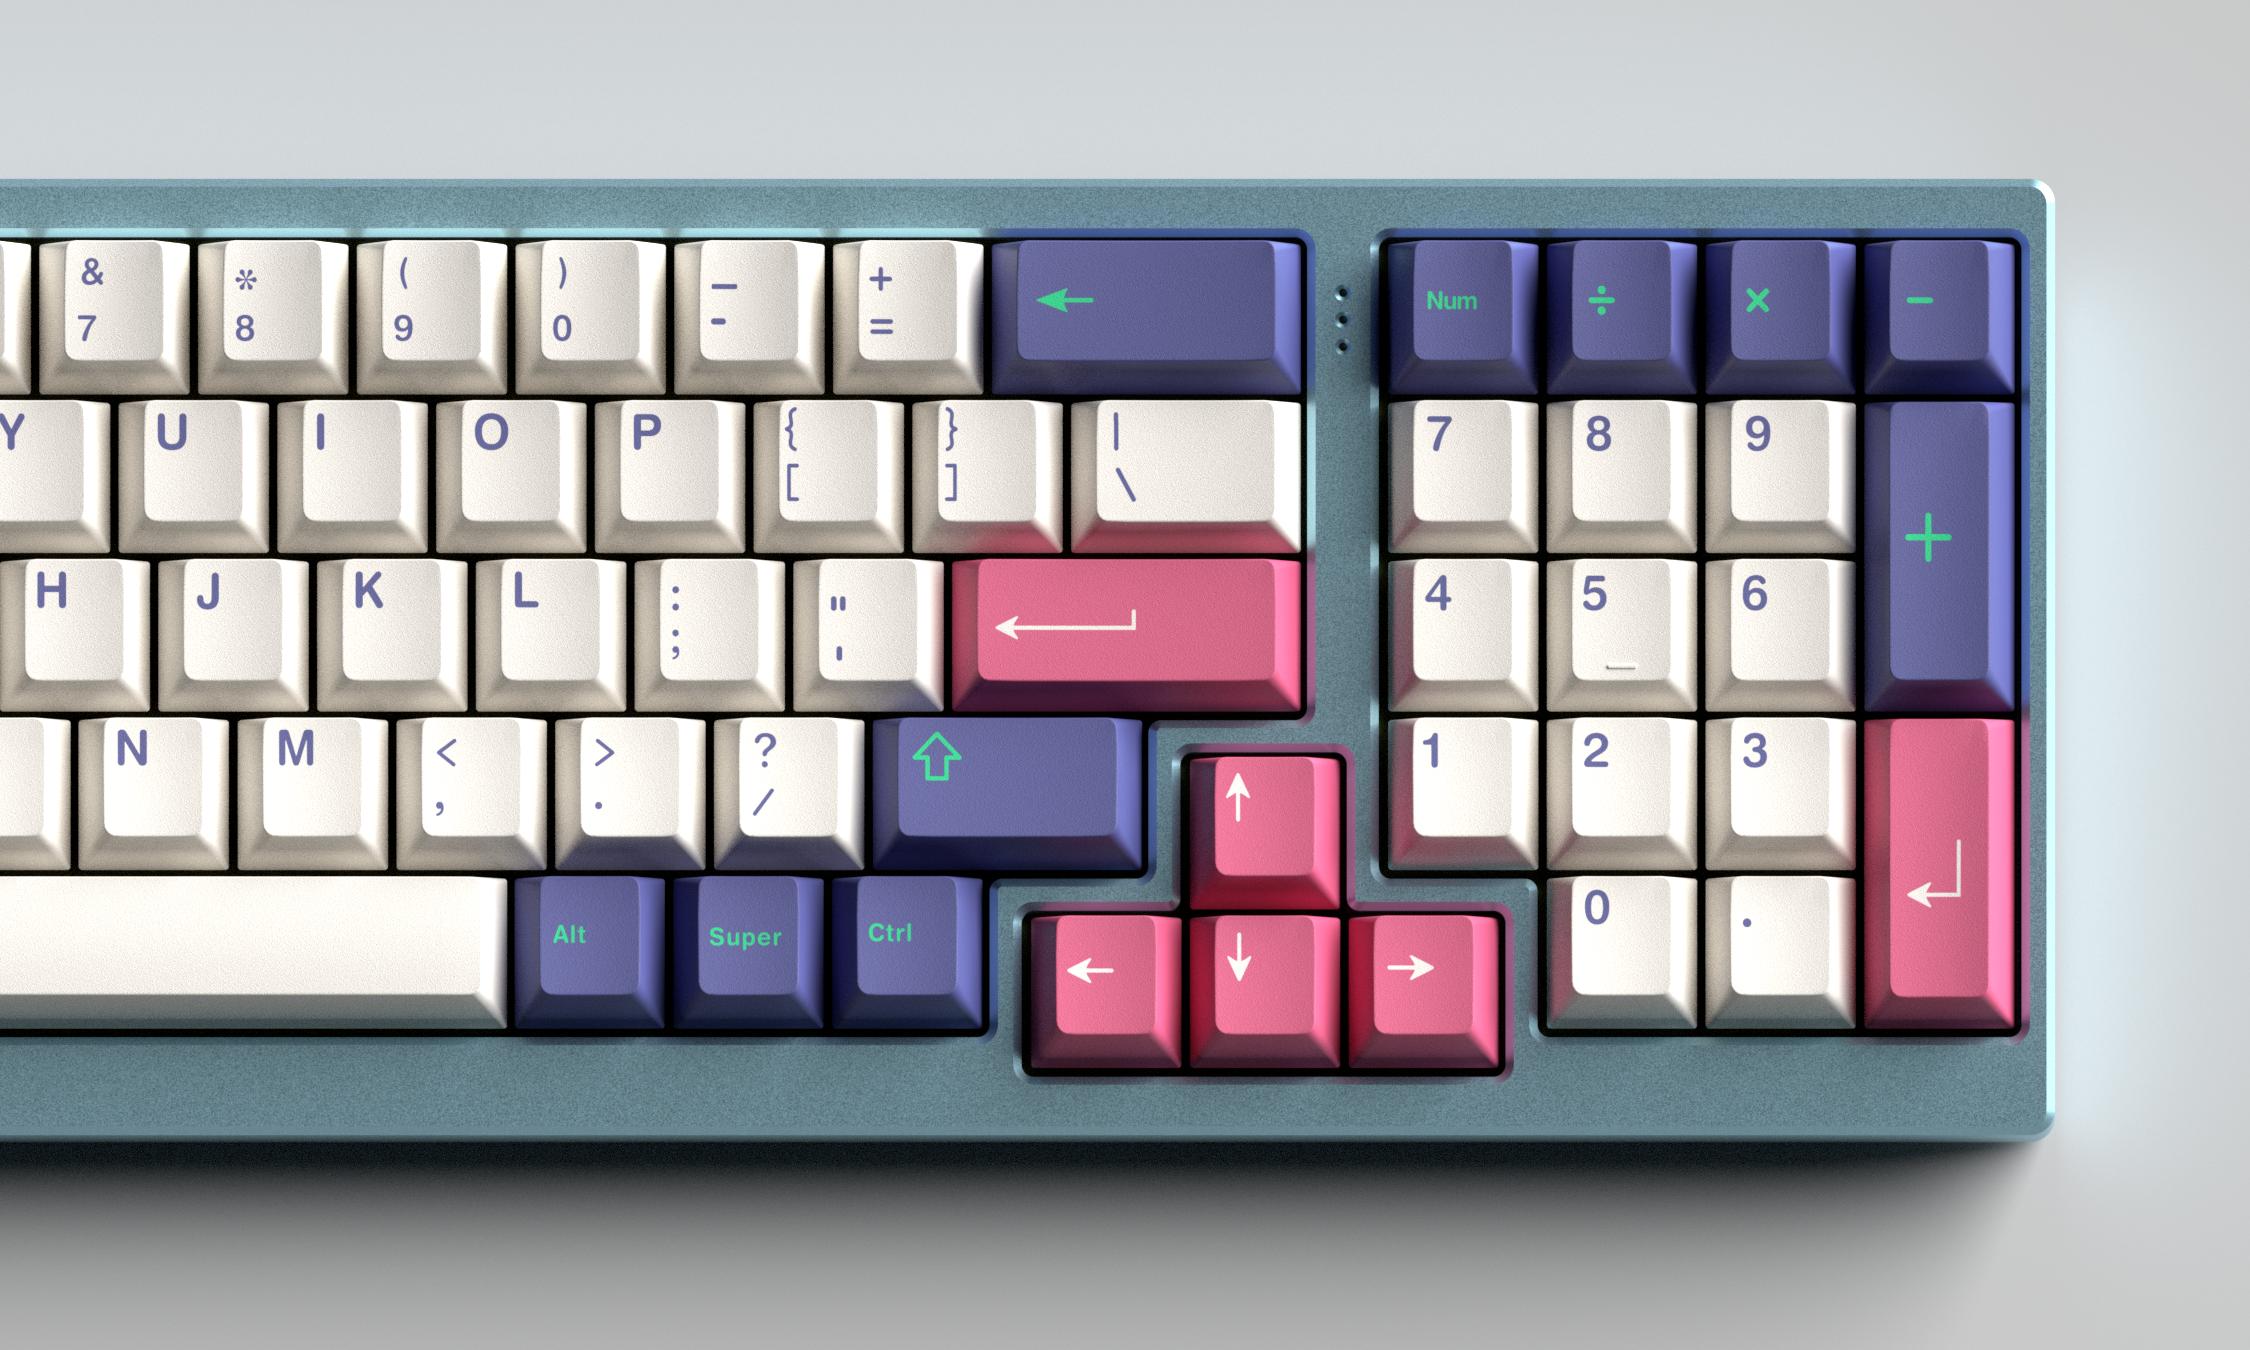 & * ( ) _ +
7 8 9 0 - = ← Num ÷ × −
Y U I O P { } | 7 8 9
[ ] \ +
H J K L : " 4 5 6
; ' ←
N M < > ? ⇧ ↑ 1 2 3
, . /
Alt Super Ctrl ← ↓ → 0 . ↵